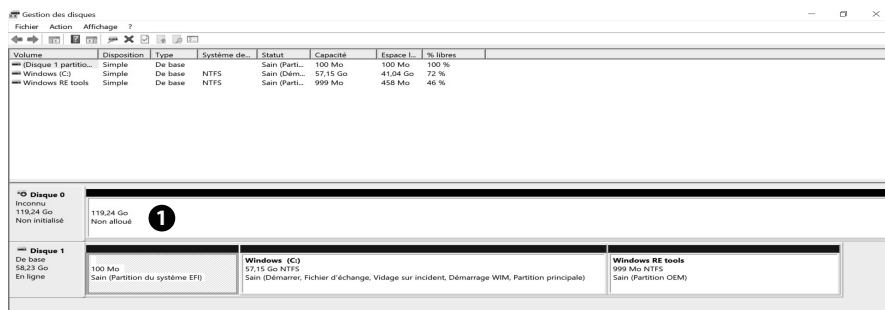 Gestion des disques
Fichier Action Affichage ?
Volume Disposition Type Système de... Statut Capacité Espace l... % libres
(Disque 1 partitio... Simple De base Sain (Parti... 100 Mo 100 Mo 100 %
Windows (C:) Simple De base NTFS Sain (Dém... 57,15 Go 41,04 Go 72 %
Windows RE tools Simple De base NTFS Sain (Parti... 999 Mo 458 Mo 46 %
Disque 0
Inconnu
119,24 Go
Non initialisé
119,24 Go
Non alloué
1
Disque 1
De base
58,23 Go
En ligne
100 Mo
Sain (Partition du système EFI)
Windows (C:)
57,15 Go NTFS
Sain (Démarrer, Fichier d'échange, Vidage sur incident, Démarrage WIM, Partition principale)
Windows RE tools
999 Mo NTFS
Sain (Partition OEM)